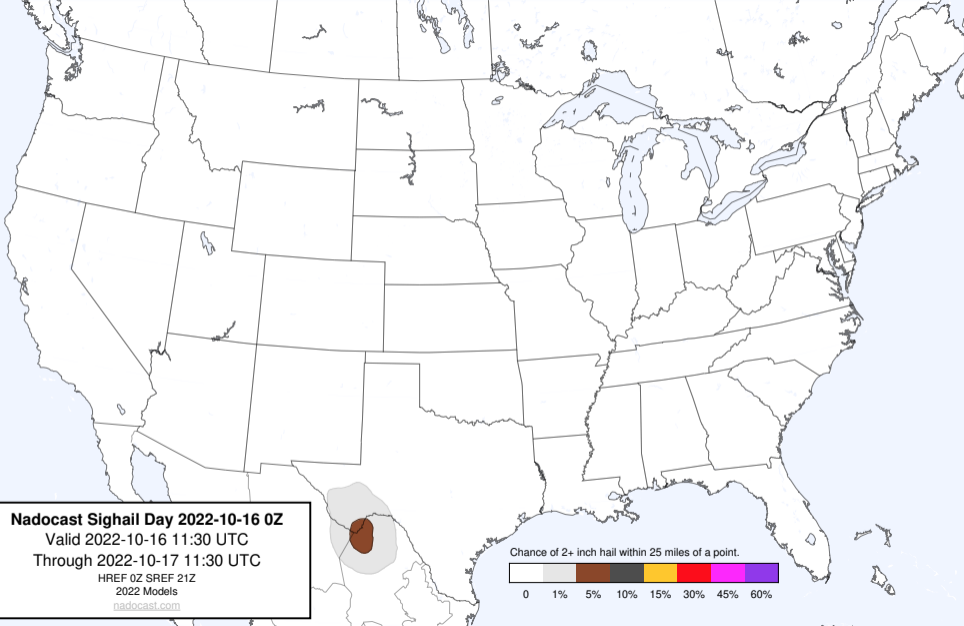 Nadocast Sighail Day 2022-10-16 0Z
Valid 2022-10-16 11:30 UTC
Through 2022-10-17 11:30 UTC
HREF 0Z SREF 21Z
2022 Models
nadocast.com
Chance of 2+ inch hail within 25 miles of a point.
0 1% 5% 10% 15% 30% 45% 60%